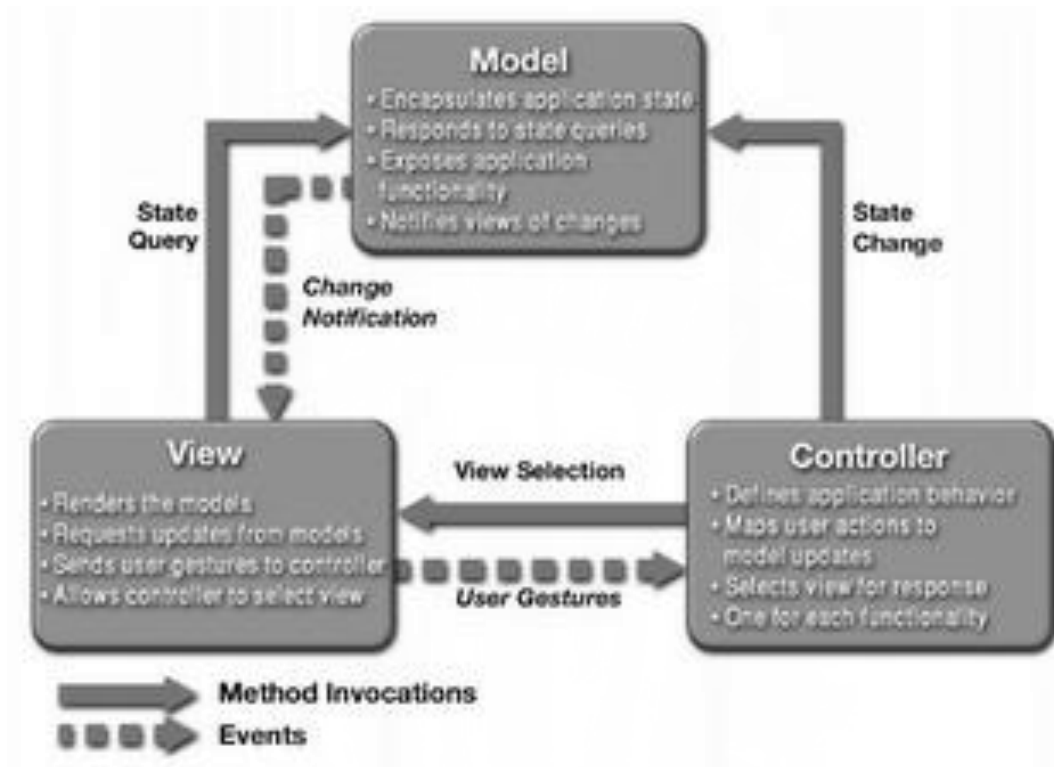 Model
• Encapsulates application state
• Responds to state queries
• Exposes application
functionality
• Notifies views of changes
State
Query
Change
Notification
State
Change
View
• Renders the models
• Requests updates from models
• Sends user gestures to controller
• Allows controller to select view
View Selection
User Gestures
Controller
• Defines application behavior
• Maps user actions to
model updates
• Selects view for response
• One for each functionality
Method Invocations
Events